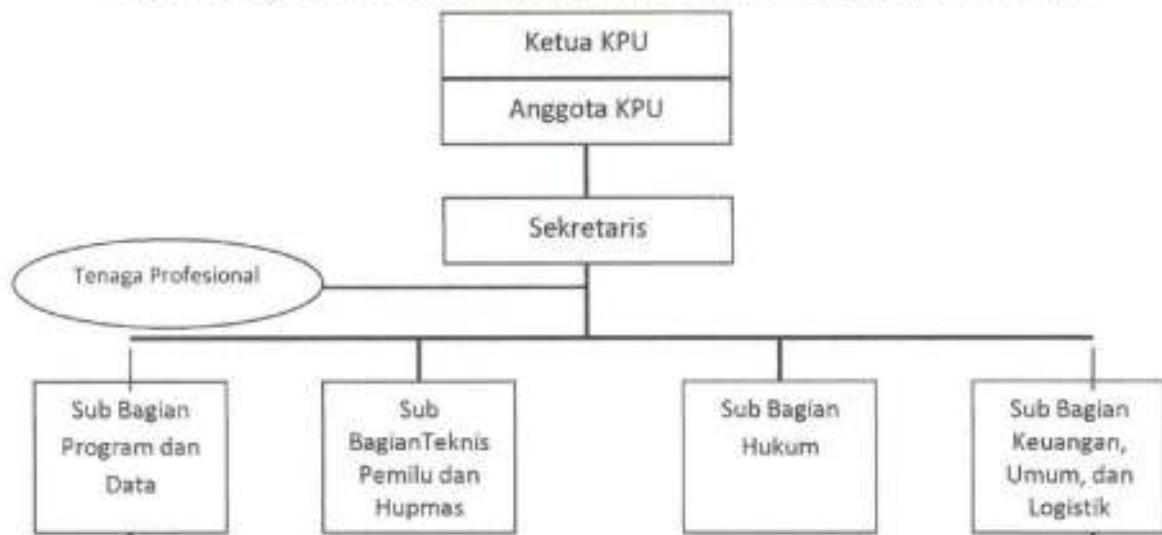 Ketua KPU
Anggota KPU
Sekretaris
Tenaga Profesional
Sub Bagian
Program dan
Data
Sub
BagianTeknis
Pemilu dan
Hupmas
Sub Bagian
Hukum
Sub Bagian
Keuangan,
Umum, dan
Logistik